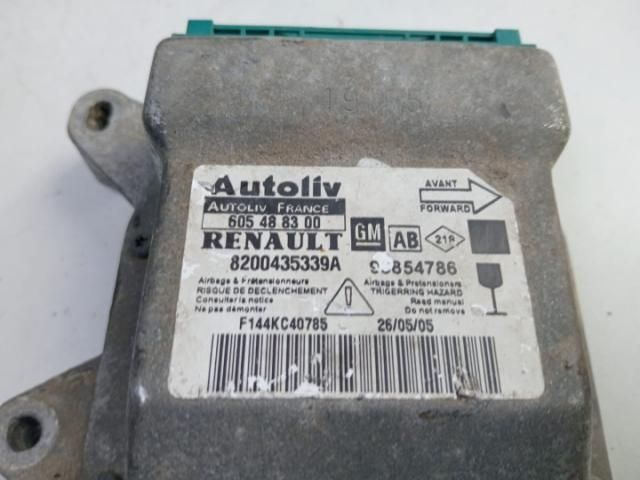 Autoliv
AUTOLIV FRANCE
605 48 83 00
RENAULT
8200435339A
AVANT
FORWARD
GM
AB
21R
Airbags & Prétensionneurs
RISQUE DE DECLENCHEMENT
Consulter la notice
Ne pas démonter
Airbags & Pretensioners
TRIGERRING HAZARD
Read manual
Do not remove
F144KC40785
26/05/05